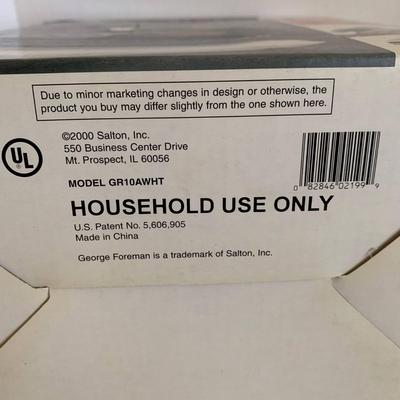 Due to minor marketing changes in design or otherwise, the
product you buy may differ slightly from the one shown here.
©2000 Salton, Inc.
550 Business Center Drive
Mt. Prospect, IL 60056
UL
MODEL GR10AWHT
0 82846 02199 9
HOUSEHOLD USE ONLY
U.S. Patent No. 5,606,905
Made in China
George Foreman is a trademark of Salton, Inc.